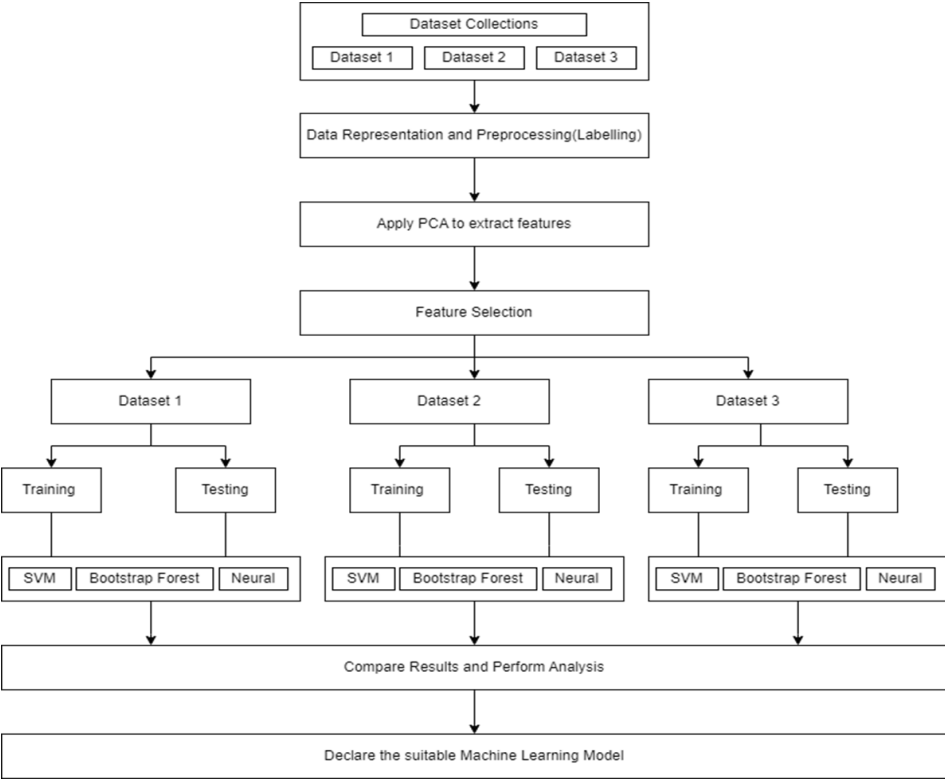 Dataset Collections
Dataset 1 Dataset 2 Dataset 3
Data Representation and Preprocessing(Labelling)
Apply PCA to extract features
Feature Selection
Dataset 1 Dataset 2 Dataset 3
Training Testing Training Testing Training Testing
SVM Bootstrap Forest Neural SVM Bootstrap Forest Neural SVM Bootstrap Forest Neural
Compare Results and Perform Analysis
Declare the suitable Machine Learning Model